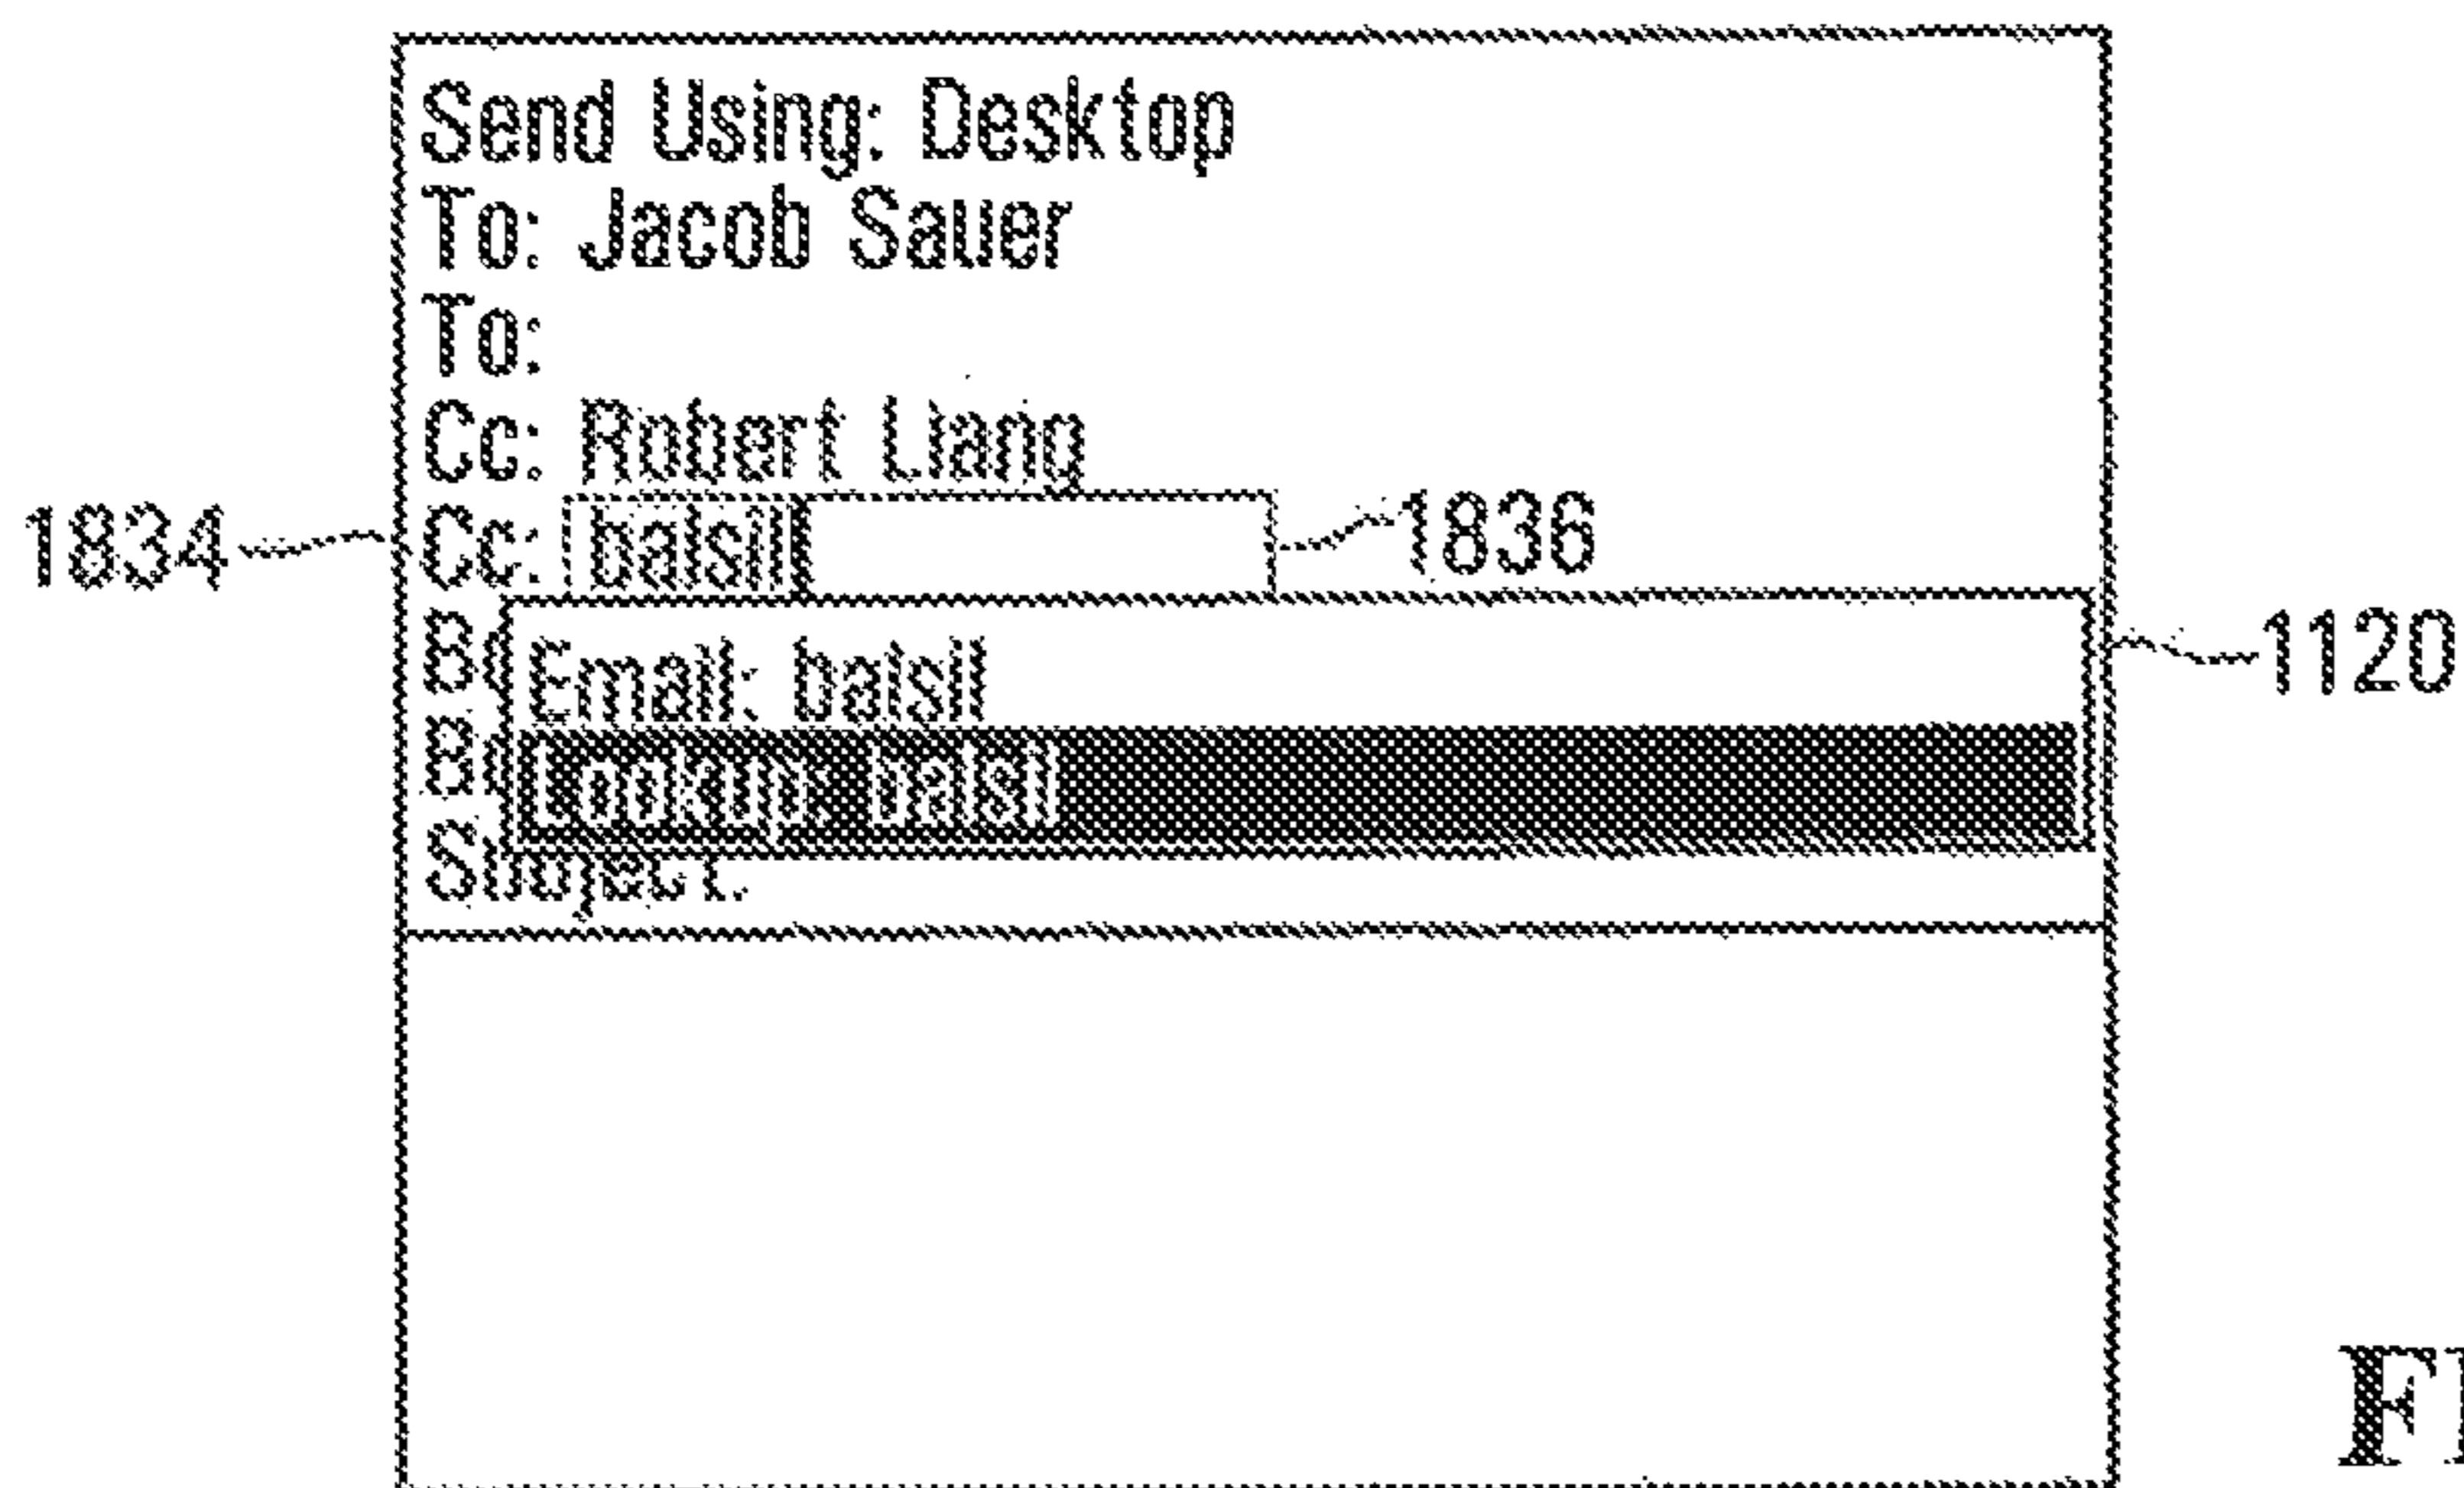 Send Using: Desktop
To: Jacob Sauer
To:
Cc: Robert Liang
1834 Cc: balsil 1836
Email: balsil 1120
Lookup: balsil
Subject: